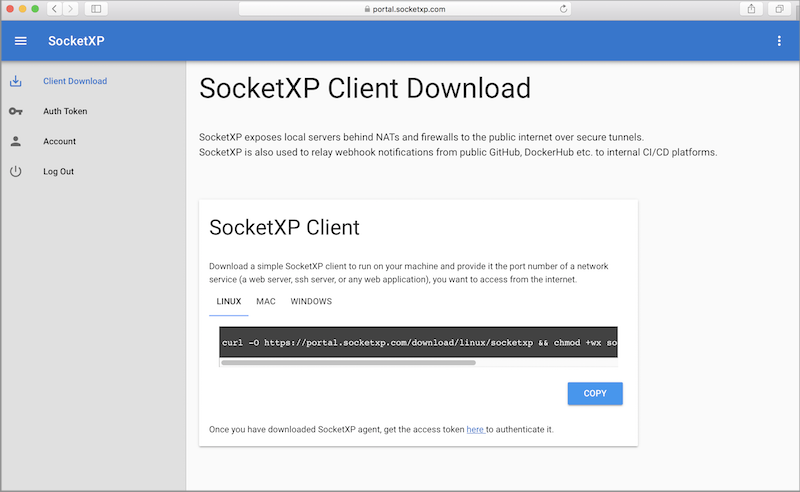 portal.socketxp.com
SocketXP
Client Download
Auth Token
Account
Log Out
SocketXP Client Download
SocketXP exposes local servers behind NATs and firewalls to the public internet over secure tunnels.
SocketXP is also used to relay webhook notifications from public GitHub, DockerHub etc. to internal CI/CD platforms.
SocketXP Client
Download a simple SocketXP client to run on your machine and provide it the port number of a network
service (a web server, ssh server, or any web application), you want to access from the internet.
LINUX MAC WINDOWS
curl -O https://portal.socketxp.com/download/linux/socketxp && chmod +wx so
COPY
Once you have downloaded SocketXP agent, get the access token here to authenticate it.